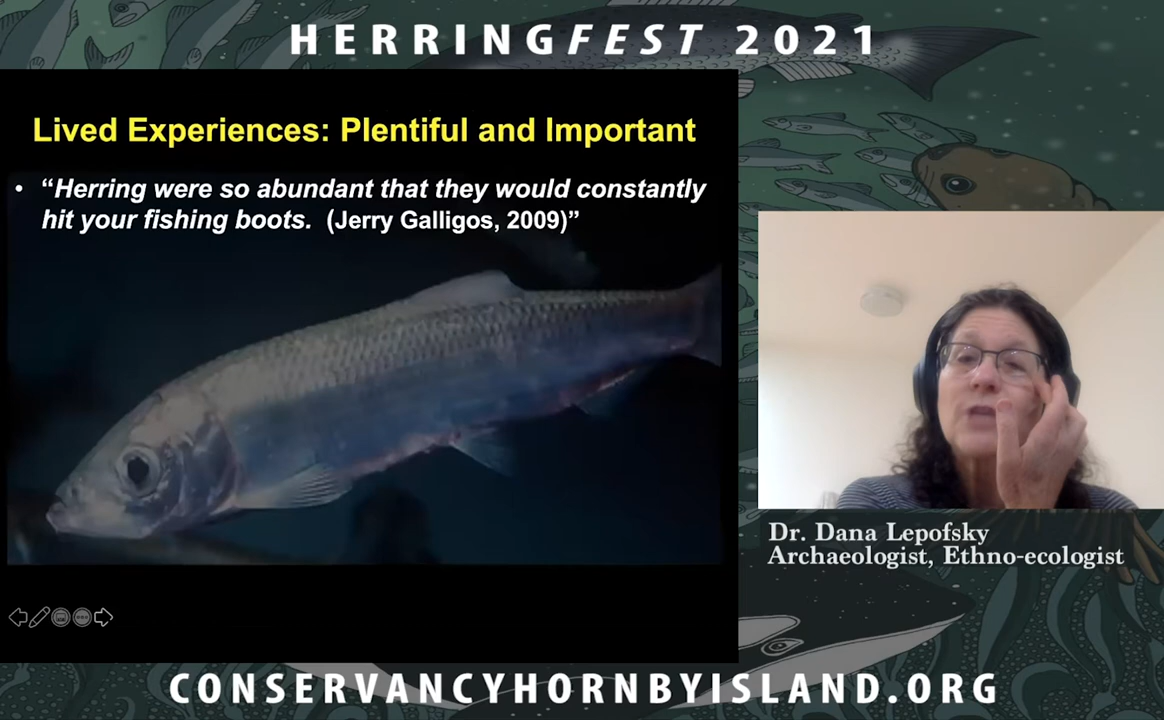 HERRINGFEST 2021
Lived Experiences: Plentiful and Important
• “Herring were so abundant that they would constantly
hit your fishing boots. (Jerry Galligos, 2009)”
Dr. Dana Lepofsky
Archaeologist, Ethno-ecologist
CONSERVANCYHORNBYISLAND.ORG